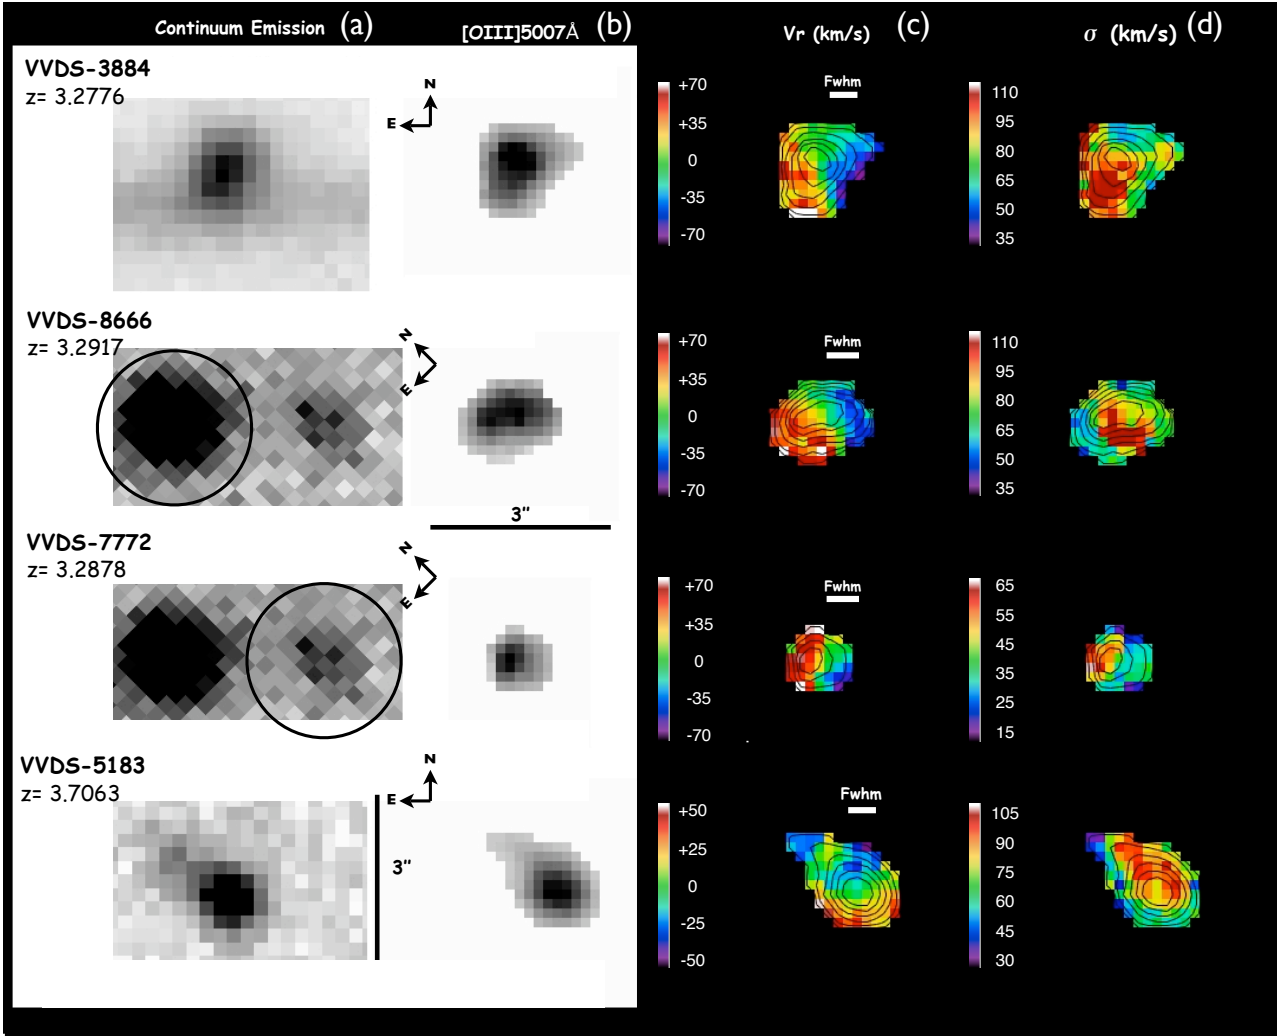 Continuum Emission (a) [OIII]5007Å (b) Vr (km/s) (c) σ (km/s) (d)
VVDS-3884
z= 3.2776
N
E
+70
+35
0
-35
-70
Fwhm
110
95
80
65
50
35
VVDS-8666
z= 3.2917
N
E
3"
+70
+35
0
-35
-70
Fwhm
110
95
80
65
50
35
VVDS-7772
z= 3.2878
N
E
+70
+35
0
-35
-70
Fwhm
65
55
45
35
25
15
VVDS-5183
z= 3.7063
N
E
3"
+50
+25
0
-25
-50
Fwhm
105
90
75
60
45
30